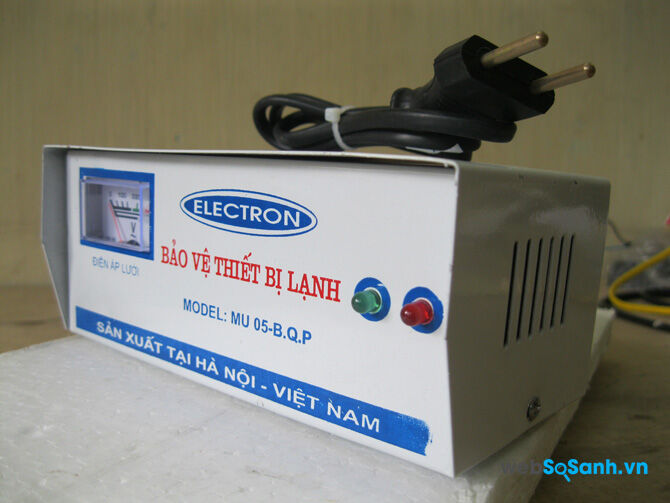 ELECTRON
BẢO VỆ THIẾT BỊ LẠNH
ĐIỆN ÁP LƯỚI
MODEL: MU 05-B.Q.P
SẢN XUẤT TẠI HÀ NỘI - VIỆT NAM
V
webSoSanh.vn